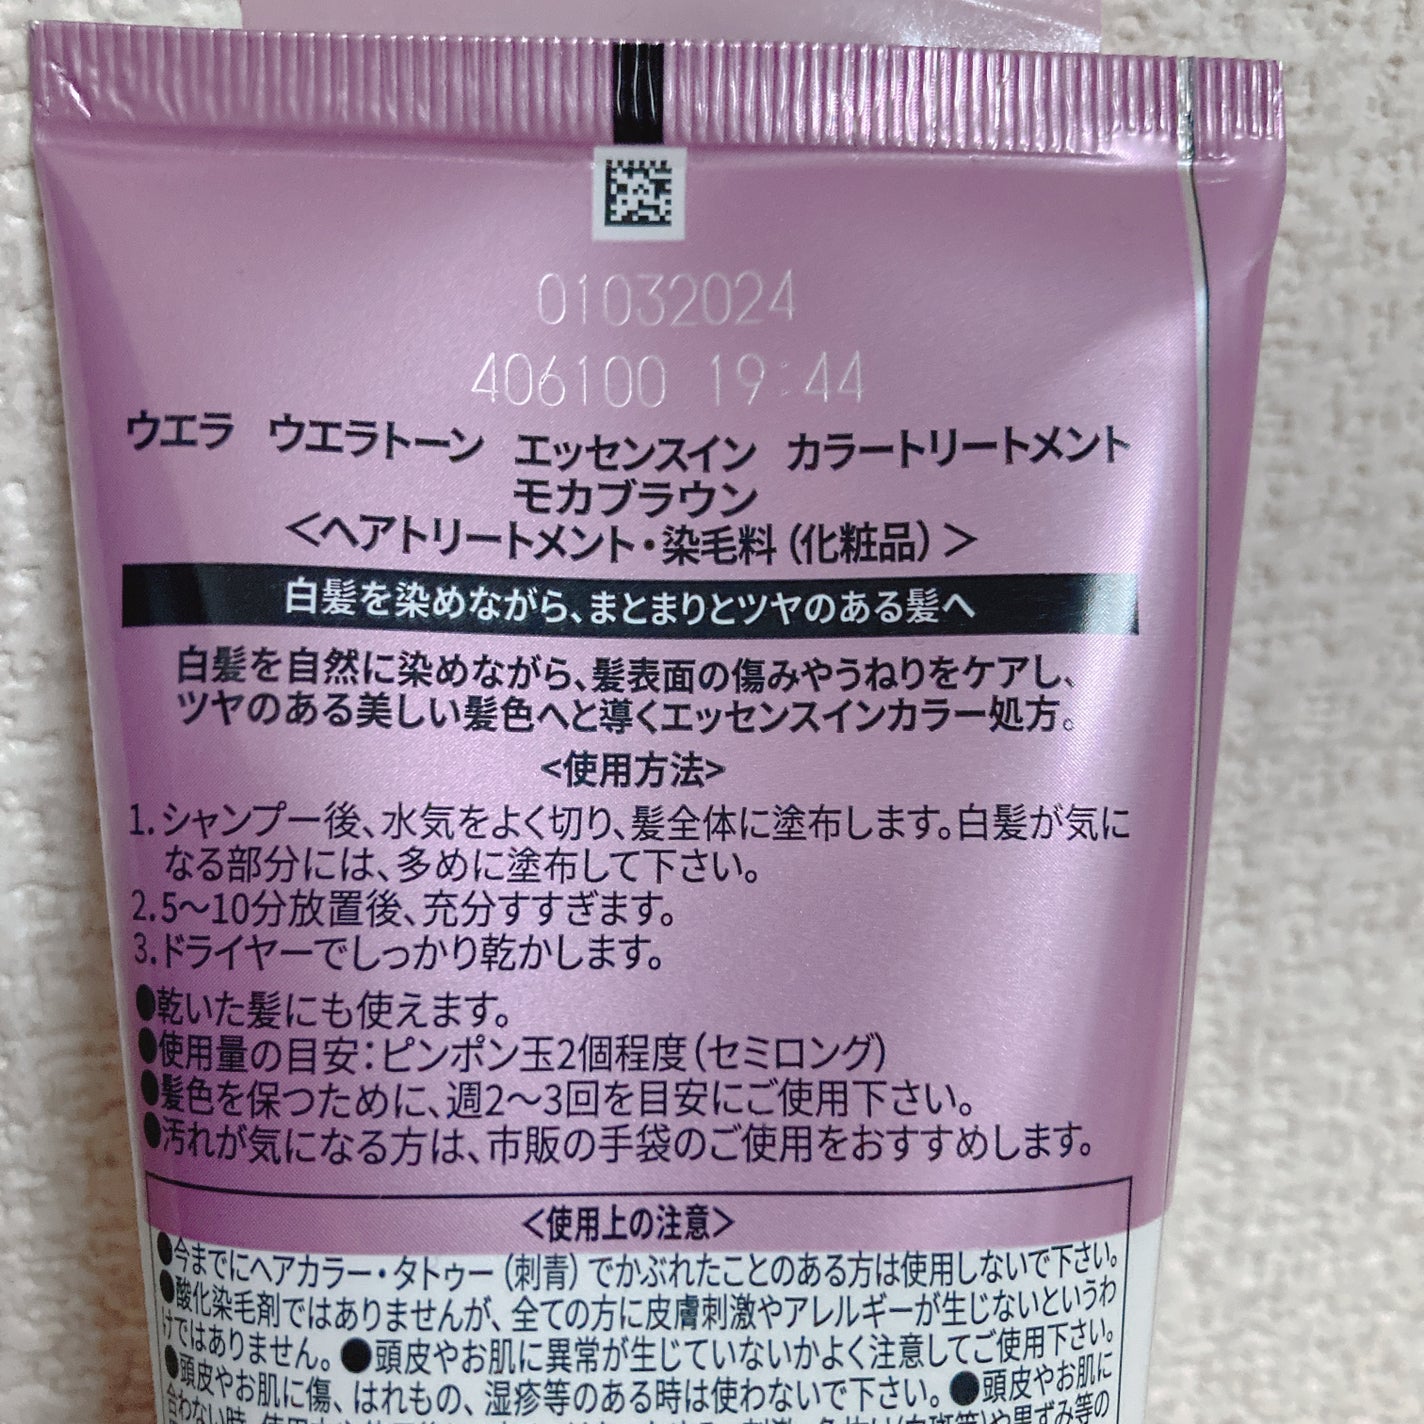 01032024
406100 19:44
ウエラ ウエラトーン エッセンスイン カラートリートメント
モカブラウン
＜ヘアトリートメント・染毛料（化粧品）＞
白髪を染めながら、まとまりとツヤのある髪へ
白髪を自然に染めながら、髪表面の傷みやうねりをケアし、
ツヤのある美しい髪色へと導くエッセンスインカラー処方。
<使用方法>
1.シャンプー後、水気をよく切り、髪全体に塗布します。白髪が気に
なる部分には、多めに塗布して下さい。
2.5〜10分放置後、充分すすぎます。
3.ドライヤーでしっかり乾かします。
●乾いた髪にも使えます。
●使用量の目安：ピンポン玉2個程度（セミロング）
●髪色を保つために、週2〜3回を目安にご使用下さい。
●汚れが気になる方は、市販の手袋のご使用をおすすめします。
＜使用上の注意＞
●今までにヘアカラー・タトゥー（刺青）でかぶれたことのある方は使用しないで下さい。
●酸化染毛剤ではありませんが、全ての方に皮膚刺激やアレルギーが生じないというわ
けではありません。●頭皮やお肌に異常が生じていないかよく注意してご使用下さい。
●頭皮やお肌に傷、はれもの、湿疹等のある時は使わないで下さい。●頭皮やお肌に
合わない時